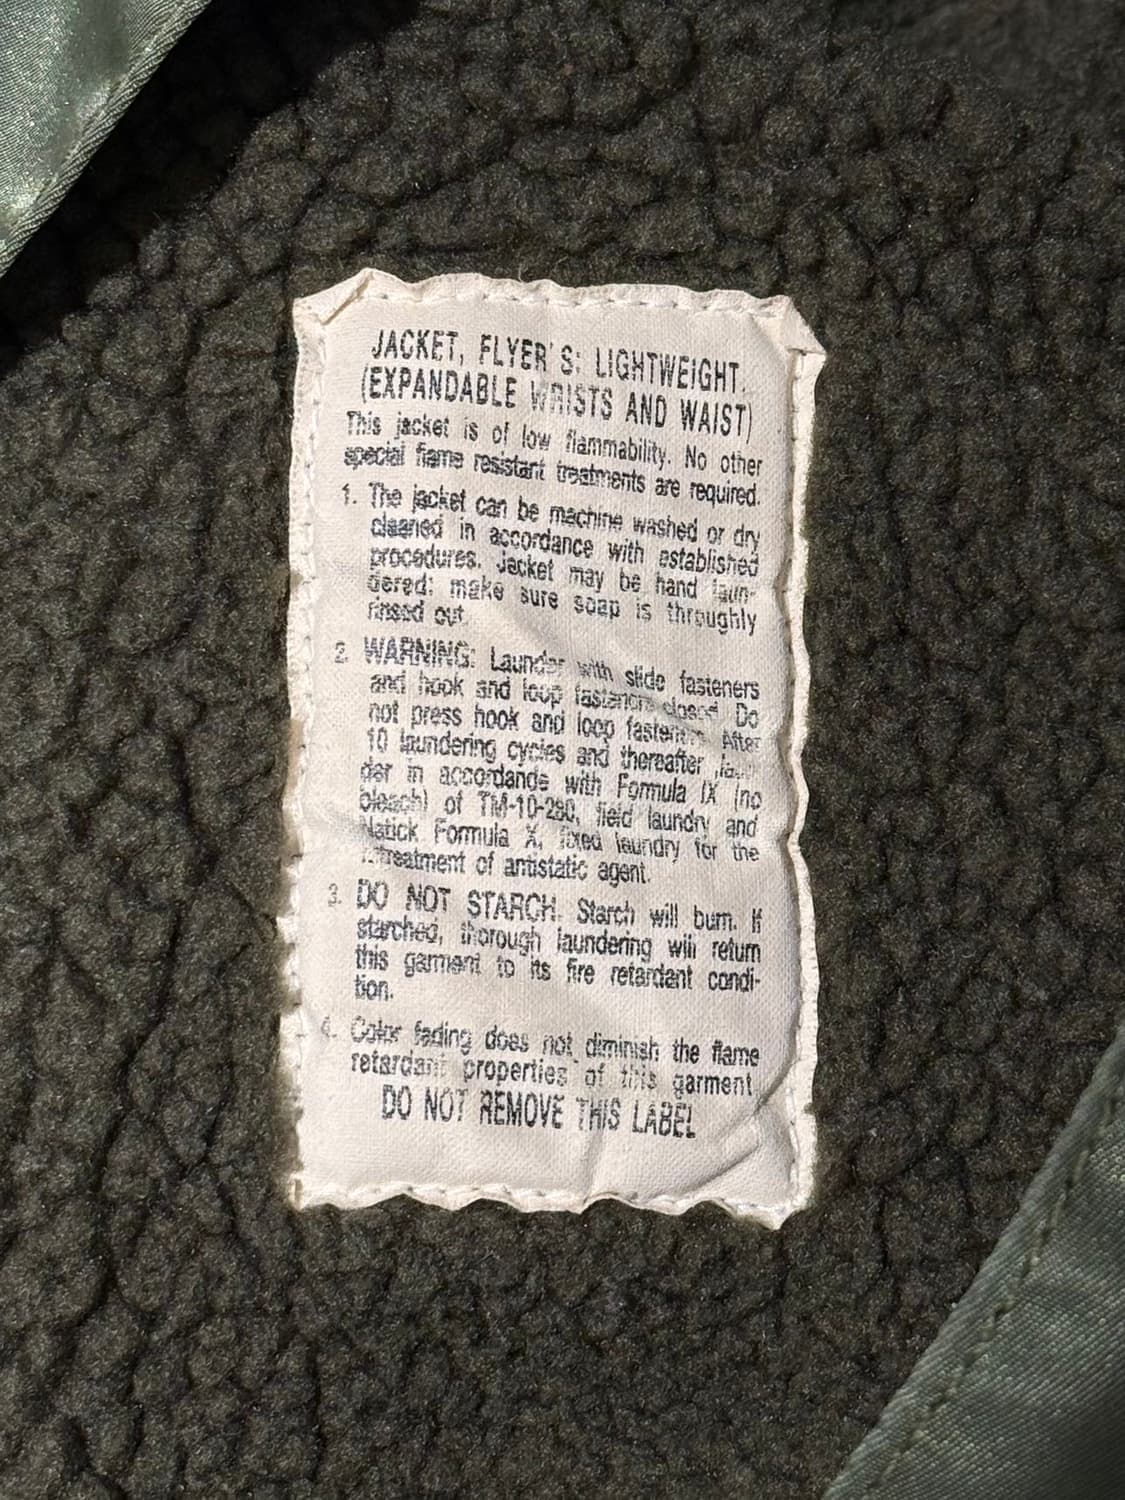 JACKET, FLYER'S: LIGHTWEIGHT.
(EXPANDABLE WRISTS AND WAIST)
This jacket is of low flammability. No other
special flame resistant treatments are required.
1. The jacket can be machine washed or dry
cleaned in accordance with established
procedures. Jacket may be hand laun-
dered; make sure soap is throughly
rinsed out.
2. WARNING: Launder with slide fasteners
and hook and loop fasteners closed. Do
not press hook and loop fasteners. After
10 laundering cycles and thereafter
der in accordande with Formula IX (no
bleach) of TM-10-280, field laundry and
Natick Formula X, fixed laundry for the
of antistatic agent.
3. DO NOT STARCH. Starch will burn. If
starched, thorough laundering will return
this garment to its fire retardant condi-
tion.
4. Color fading does not diminish the flame
retardant properties of this garment
DO NOT REMOVE THIS LABEL